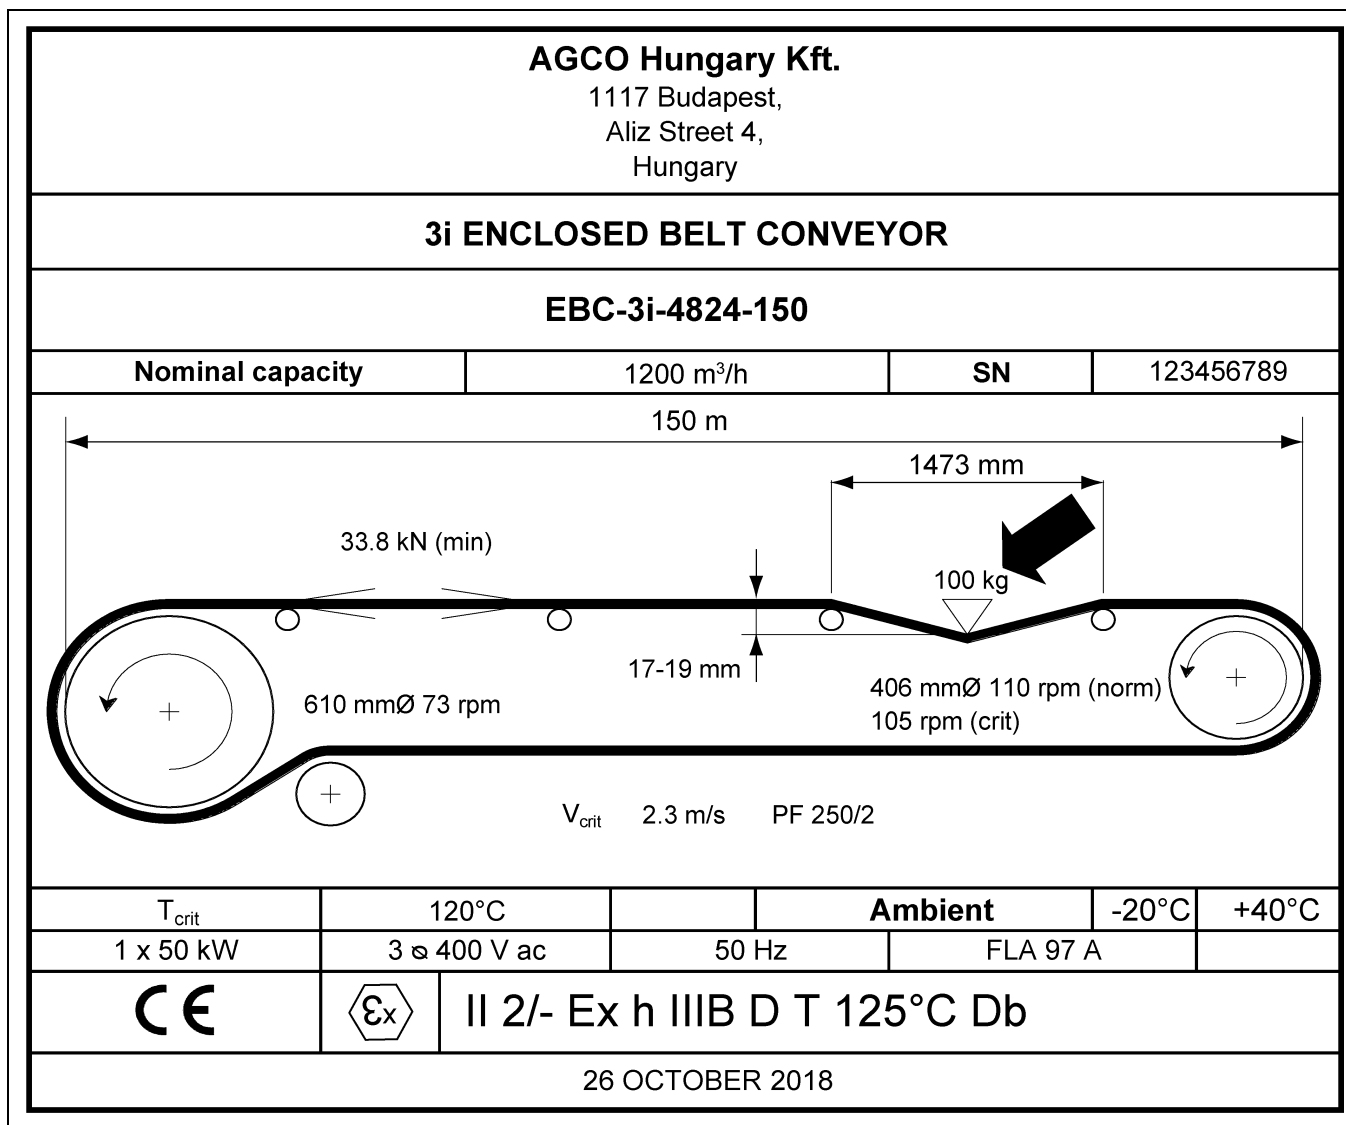 AGCO Hungary Kft.
1117 Budapest,
Aliz Street 4,
Hungary
3i ENCLOSED BELT CONVEYOR
EBC-3i-4824-150
Nominal capacity 1200 m³/h SN 123456789
150 m
1473 mm
33.8 kN (min)
100 kg
17-19 mm
610 mmØ 73 rpm
406 mmØ 110 rpm (norm)
105 rpm (crit)
Vcrit 2.3 m/s PF 250/2
Tcrit 120°C Ambient -20°C +40°C
1 x 50 kW 3 ⦰ 400 V ac 50 Hz FLA 97 A
CE Ex II 2/- Ex h IIIB D T 125°C Db
26 OCTOBER 2018